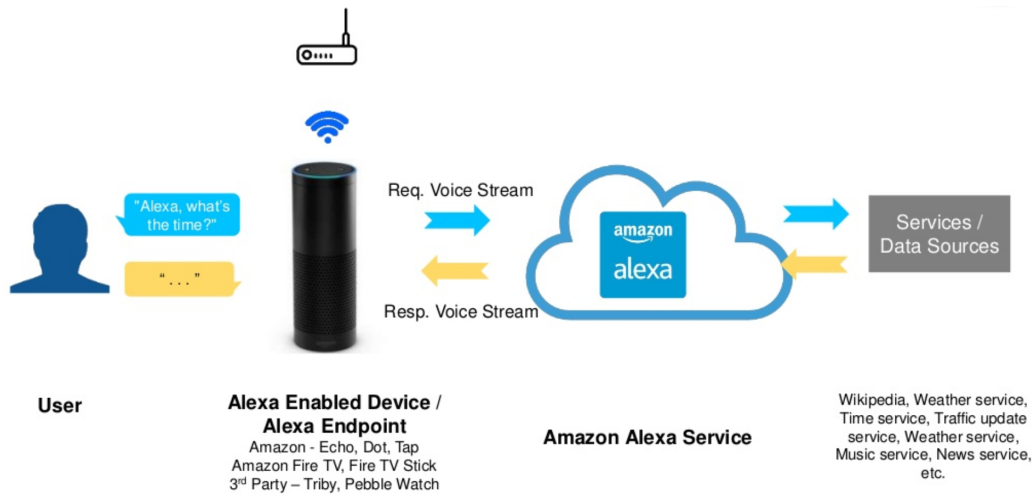 "Alexa, what's
the time?"
" . . . "
Req. Voice Stream
Resp. Voice Stream
amazon
alexa
Services /
Data Sources
User
Alexa Enabled Device /
Alexa Endpoint
Amazon - Echo, Dot, Tap
Amazon Fire TV, Fire TV Stick
3rd Party – Triby, Pebble Watch
Amazon Alexa Service
Wikipedia, Weather service,
Time service, Traffic update
service, Weather service,
Music service, News service,
etc.